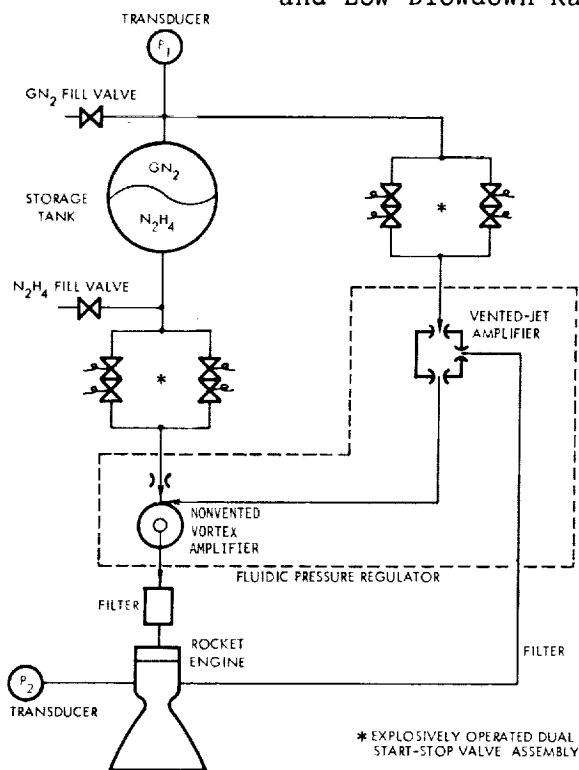 and Low Blowdown Ra
TRANSDUCER
P1
GN2 FILL VALVE
GN2
STORAGE
TANK
N2H4
*
N2H4 FILL VALVE
VENTED-JET
AMPLIFIER
*
NONVENTED
VORTEX
AMPLIFIER
FLUIDIC PRESSURE REGULATOR
FILTER
ROCKET
ENGINE
FILTER
P2
TRANSDUCER
* EXPLOSIVELY OPERATED DUAL
START-STOP VALVE ASSEMBLY